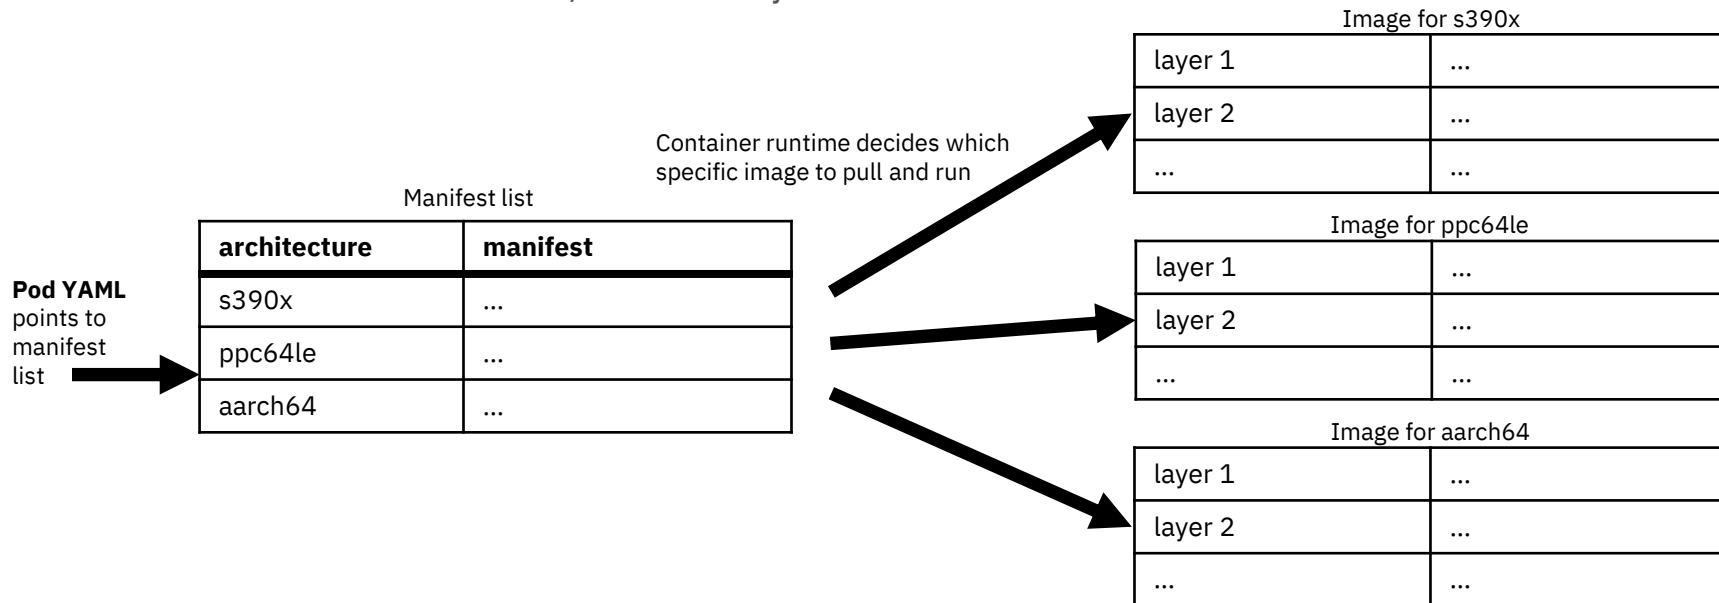 Image for s390x
layer 1 ...
layer 2 ...
... ...
Container runtime decides which
specific image to pull and run
Manifest list
architecture manifest
s390x ...
ppc64le ...
aarch64 ...
Pod YAML
points to
manifest
list
Image for ppc64le
layer 1 ...
layer 2 ...
... ...
Image for aarch64
layer 1 ...
layer 2 ...
... ...